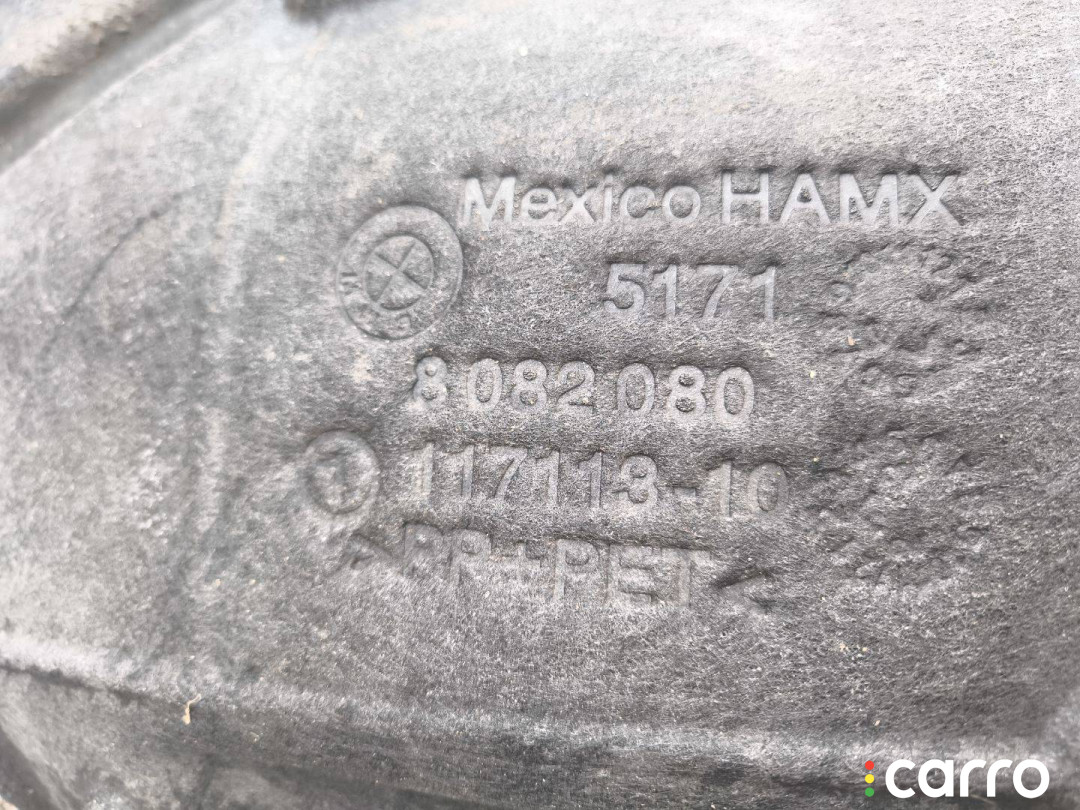 Mexico HAMX
5171
8 082 080
117113-10
>PP+PET<
carro